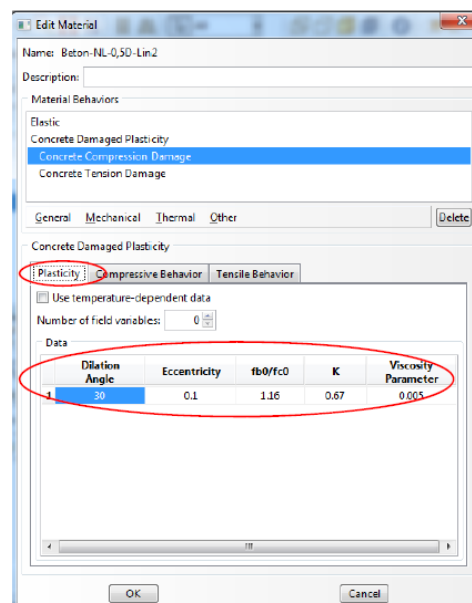 Edit Material
Name: Beton-NL-0,5D-Lin2
Description:
Material Behaviors
Elastic
Concrete Damaged Plasticity
Concrete Compression Damage
Concrete Tension Damage
General Mechanical Thermal Other Delete
Concrete Damaged Plasticity
Plasticity Compressive Behavior Tensile Behavior
Use temperature-dependent data
Number of field variables: 0
Data
Dilation Angle Eccentricity fb0/fc0 K Viscosity Parameter
1 30 0.1 1.16 0.67 0.005
OK Cancel